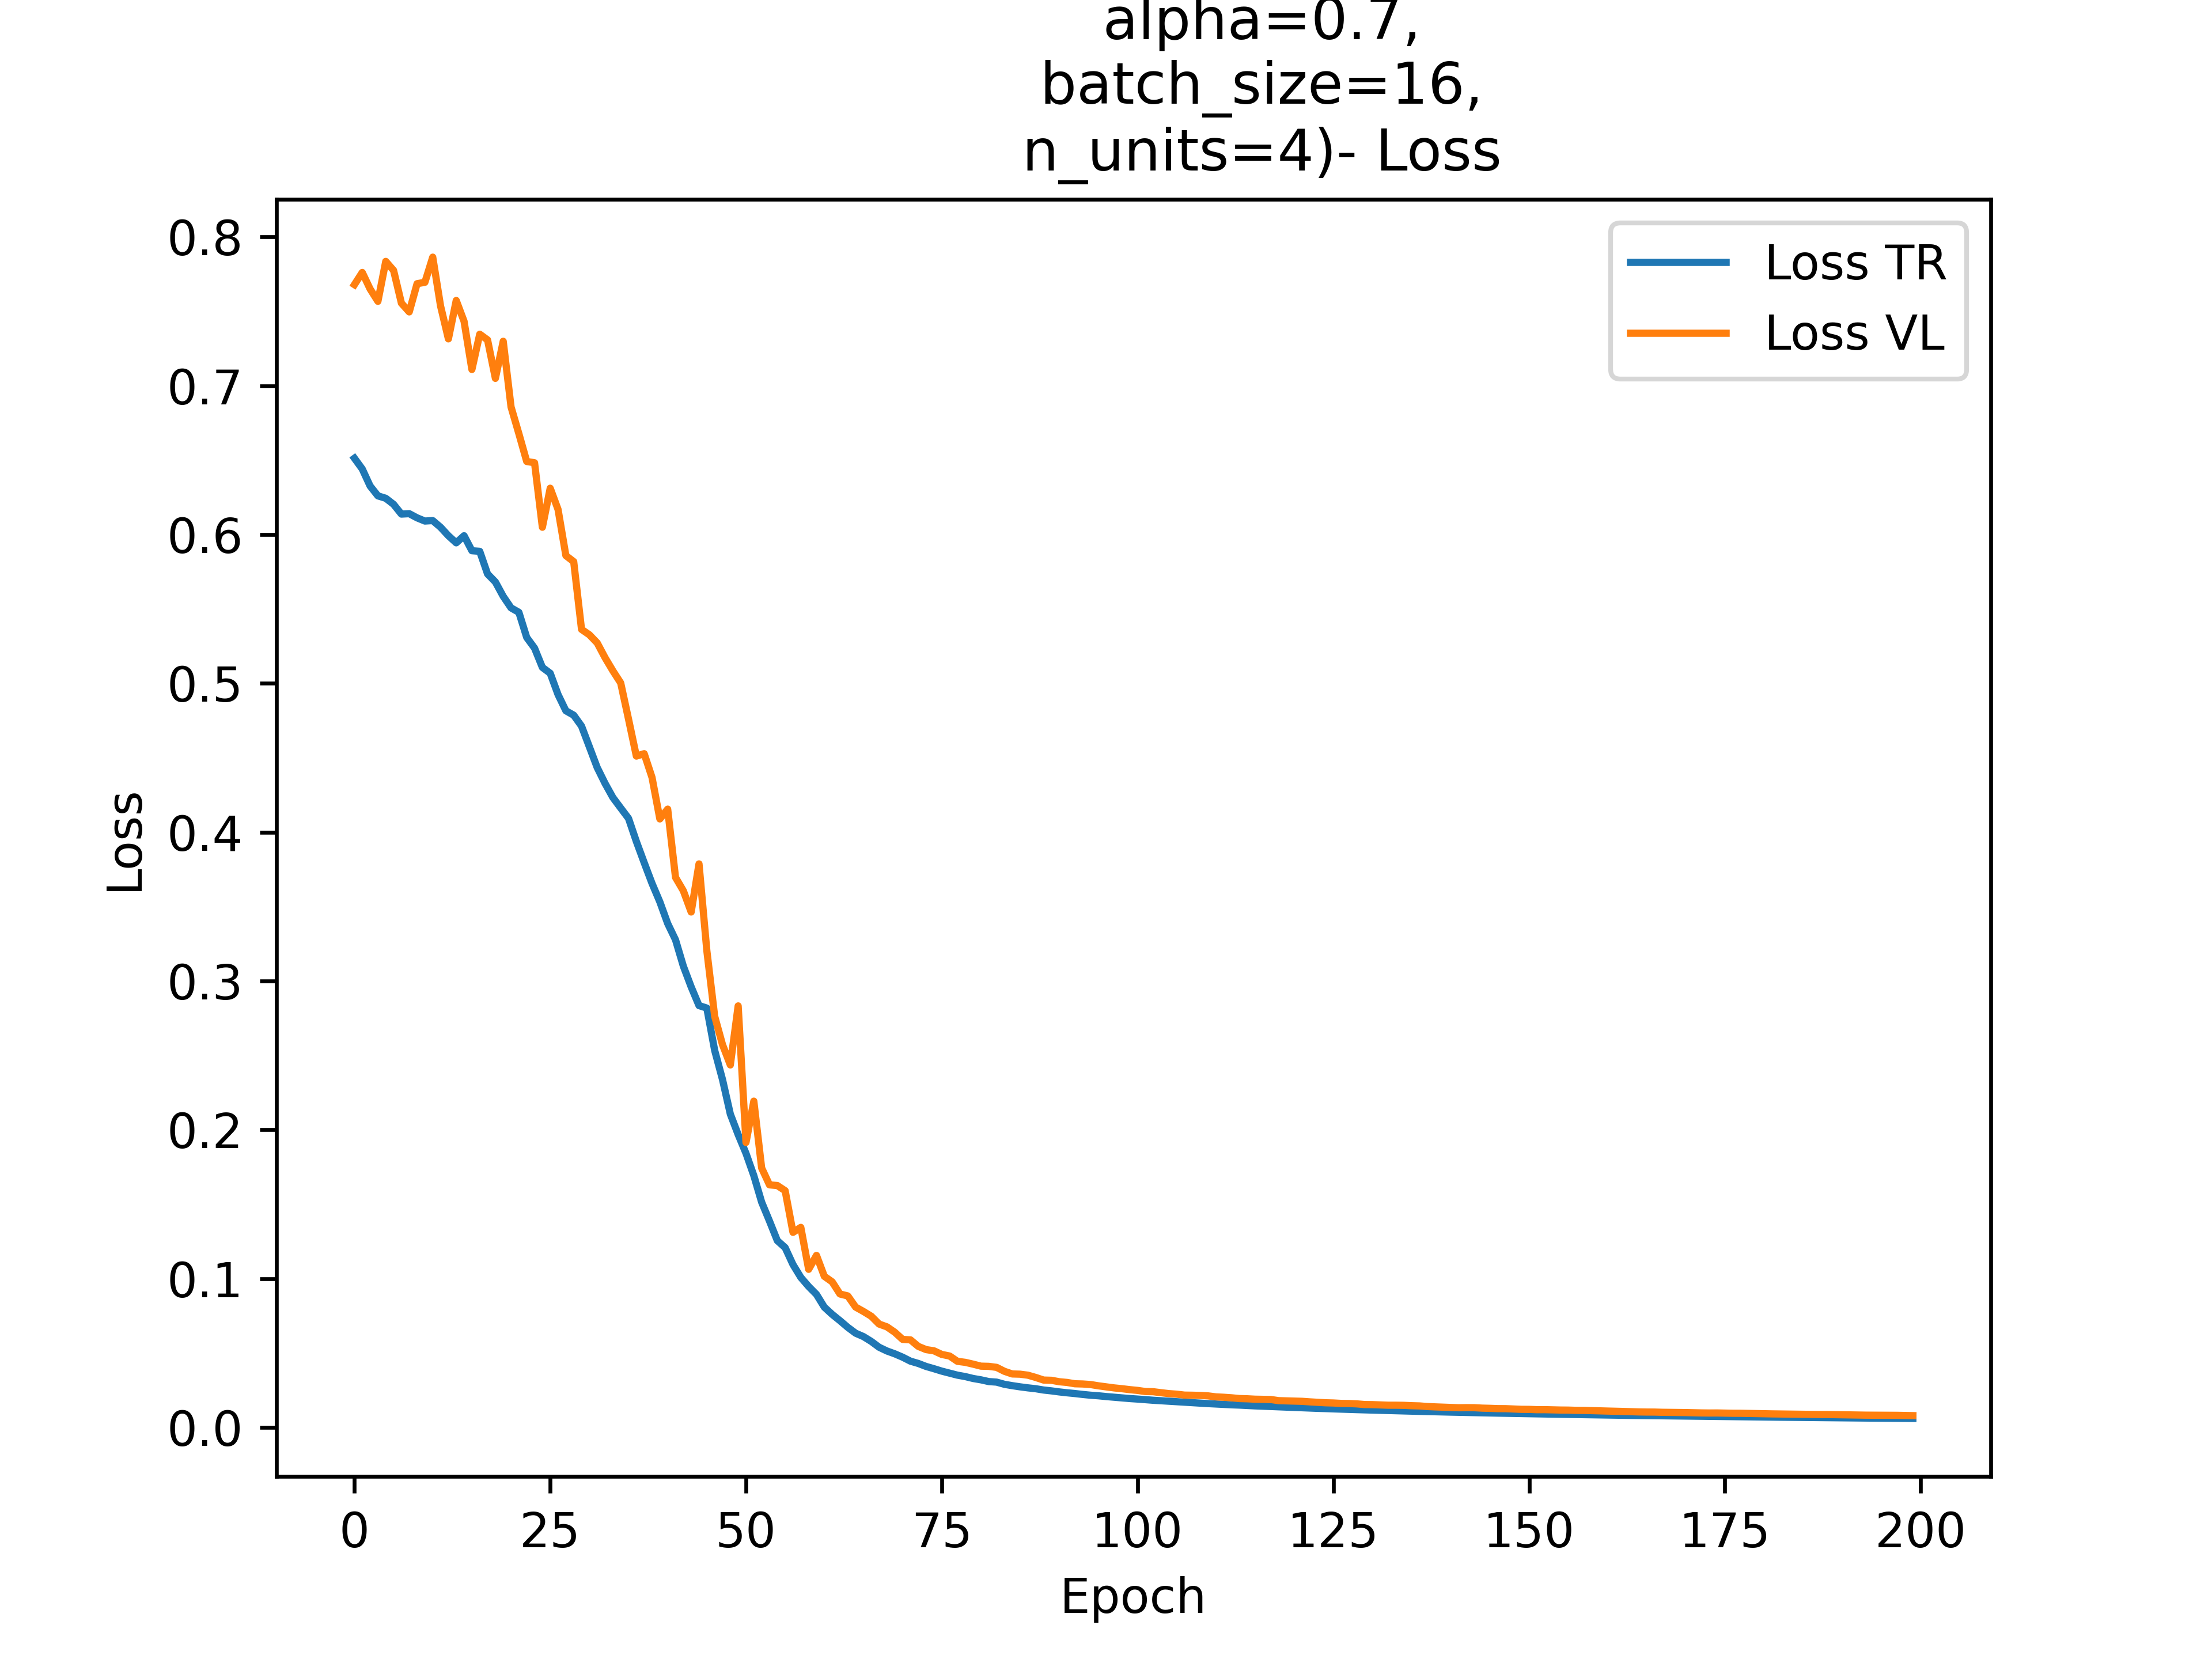 alpha=0.7,
batch_size=16,
n_units=4)- Loss
Loss TR
Loss VL
0.8
0.7
0.6
0.5
0.4
0.3
0.2
0.1
0.0
Loss
0 25 50 75 100 125 150 175 200
Epoch